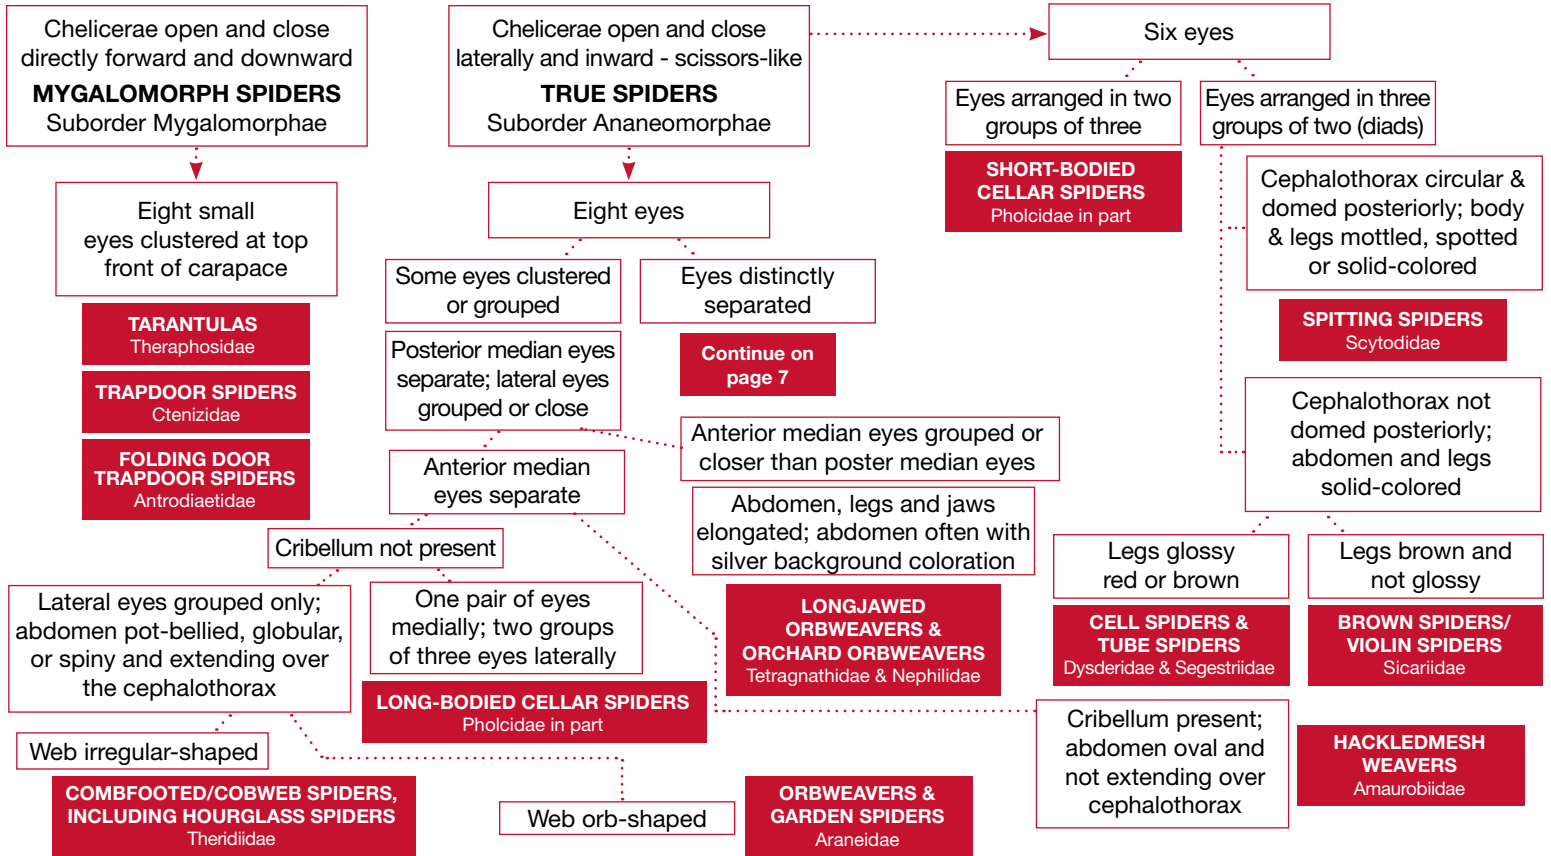 Chelicerae open and close
directly forward and downward
MYGALOMORPH SPIDERS
Suborder Mygalomorphae
Eight small
eyes clustered at top
front of carapace
TARANTULAS
Theraphosidae
TRAPDOOR SPIDERS
Ctenizidae
FOLDING DOOR
TRAPDOOR SPIDERS
Antrodiaetidae
Chelicerae open and close
laterally and inward - scissors-like
TRUE SPIDERS
Suborder Ananeomorphae
Eight eyes
Some eyes clustered
or grouped
Eyes distinctly
separated
Continue on
page 7
Posterior median eyes
separate; lateral eyes
grouped or close
Anterior median
eyes separate
Anterior median eyes grouped or
closer than poster median eyes
Abdomen, legs and jaws
elongated; abdomen often with
silver background coloration
LONGJAWED
ORBWEAVERS &
ORCHARD ORBWEAVERS
Tetragnathidae & Nephilidae
Cribellum not present
Lateral eyes grouped only;
abdomen pot-bellied, globular,
or spiny and extending over
the cephalothorax
One pair of eyes
medially; two groups
of three eyes laterally
LONG-BODIED CELLAR SPIDERS
Pholcidae in part
Web irregular-shaped
COMBFOOTED/COBWEB SPIDERS,
INCLUDING HOURGLASS SPIDERS
Theridiidae
Web orb-shaped
ORBWEAVERS &
GARDEN SPIDERS
Araneidae
Cribellum present;
abdomen oval and
not extending over
cephalothorax
HACKLEDMESH
WEAVERS
Amaurobiidae
Six eyes
Eyes arranged in two
groups of three
SHORT-BODIED
CELLAR SPIDERS
Pholcidae in part
Eyes arranged in three
groups of two (diads)
Cephalothorax circular &
domed posteriorly; body
& legs mottled, spotted
or solid-colored
SPITTING SPIDERS
Scytodidae
Cephalothorax not
domed posteriorly;
abdomen and legs
solid-colored
Legs glossy
red or brown
CELL SPIDERS &
TUBE SPIDERS
Dysderidae & Segestriidae
Legs brown and
not glossy
BROWN SPIDERS/
VIOLIN SPIDERS
Sicariidae